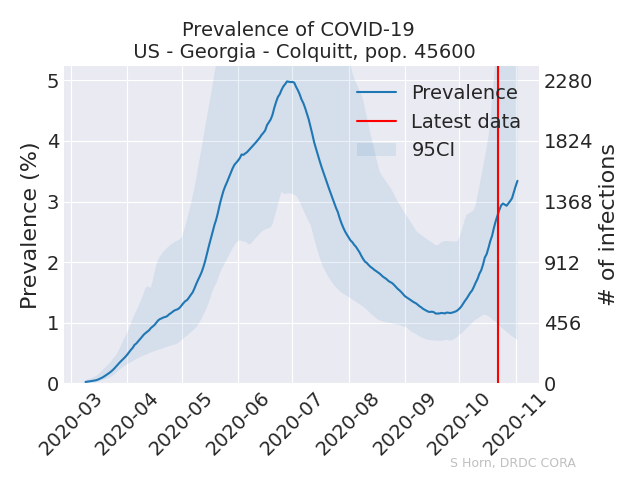 Prevalence of COVID-19
US - Georgia - Colquitt, pop. 45600
Prevalence (%)
5
4
3
2
1
0
Prevalence
Latest data
95CI
2280
1824
1368
912
456
0
# of infections
2020-03
2020-04
2020-05
2020-06
2020-07
2020-08
2020-09
2020-10
2020-11
S Horn, DRDC CORA